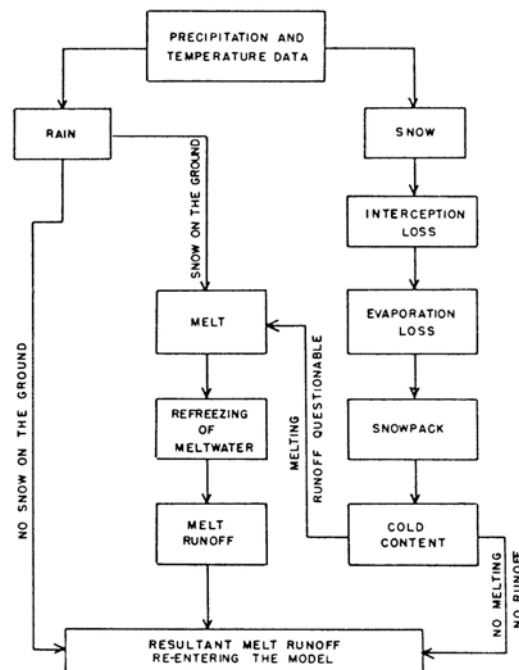 PRECIPITATION AND
TEMPERATURE DATA
RAIN
SNOW
SNOW ON THE GROUND
INTERCEPTION
LOSS
MELT
EVAPORATION
LOSS
NO SNOW ON THE GROUND
REFREEZING
OF
MELTWATER
MELTING
RUNOFF QUESTIONABLE
SNOWPACK
MELT
RUNOFF
COLD
CONTENT
NO MELTING
NO RUNOFF
RESULTANT MELT RUNOFF
RE-ENTERING THE MODEL